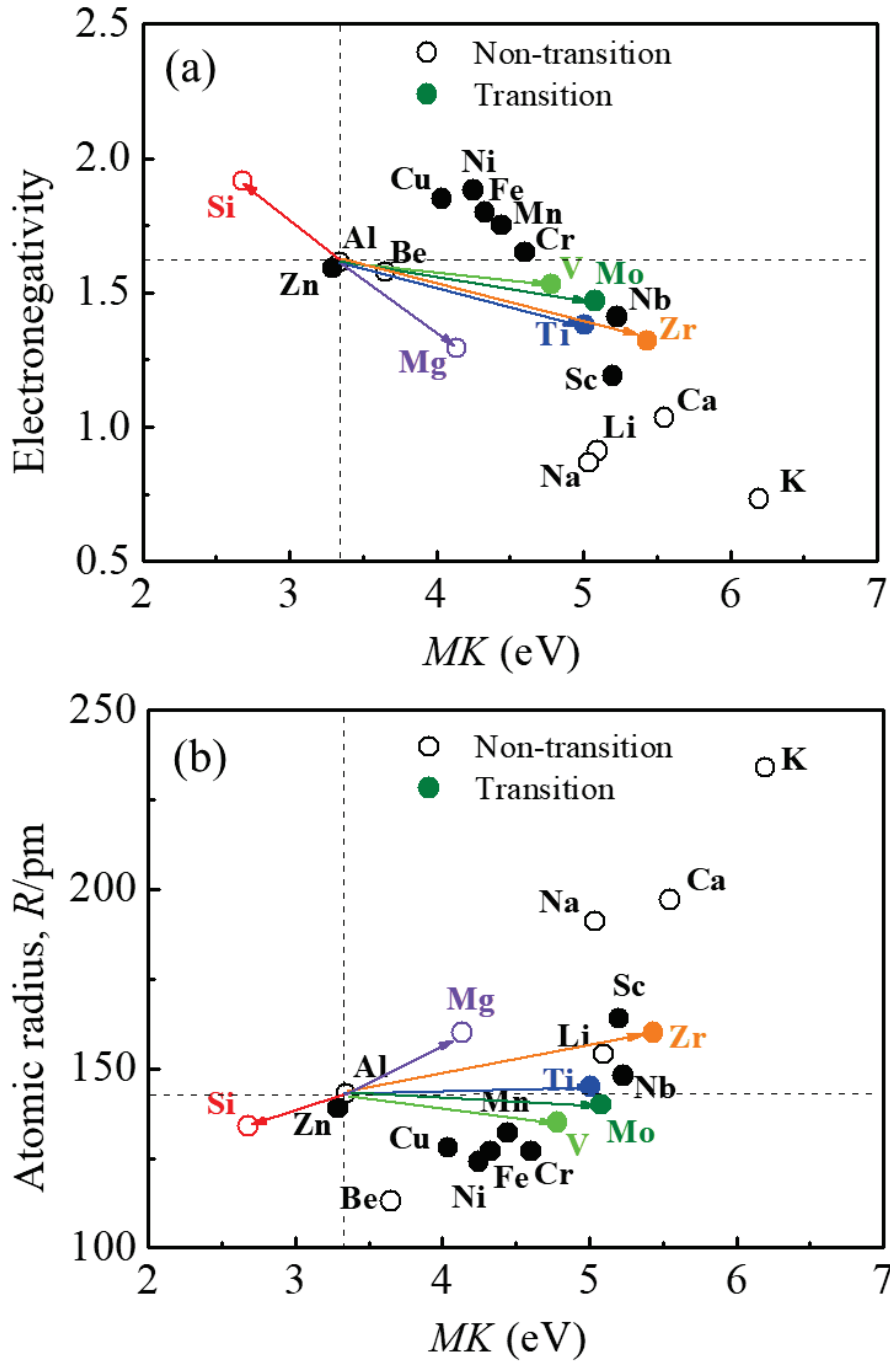 (a)
Non-transition
Transition
2.5
2.0
1.5
1.0
0.5
Electronegativity
Si
Cu
Ni
Fe
Mn
Cr
Al
Be
Zn
V
Mo
Nb
Mg
Ti
Zr
Sc
Ca
Li
Na
K
2 3 4 5 6 7
MK (eV)
(b)
Non-transition
Transition
250
200
150
100
Atomic radius, R/pm
K
Na
Ca
Sc
Mg
Li
Zr
Al
Ti
Nb
Si
Zn
Mn
Mo
Cu
V
Be
Ni
Fe
Cr
2 3 4 5 6 7
MK (eV)